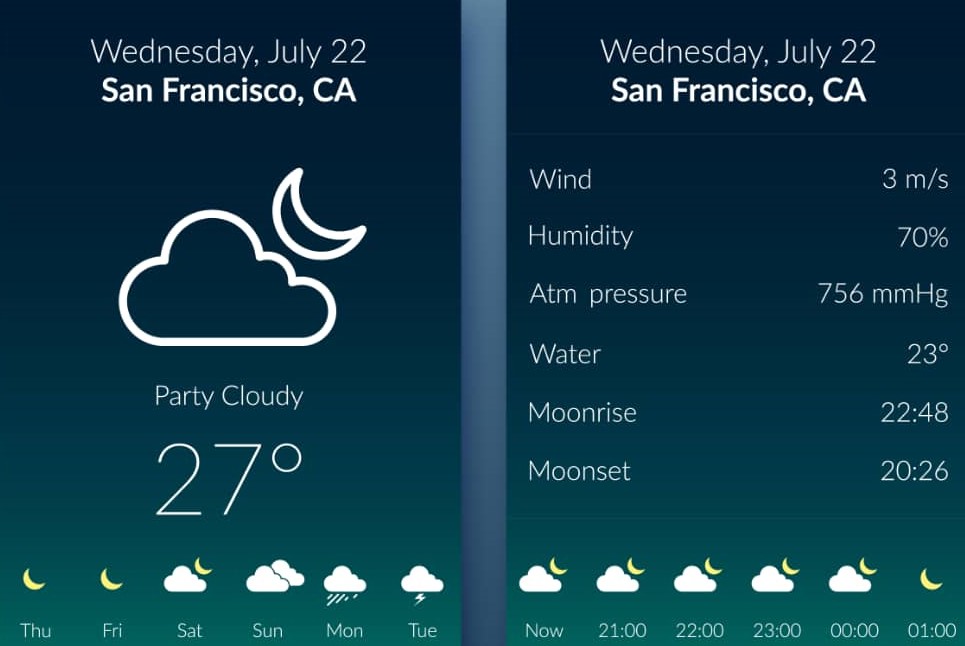 Wednesday, July 22
San Francisco, CA
Party Cloudy
27°
Thu Fri Sat Sun Mon Tue
Wednesday, July 22
San Francisco, CA
Wind 3 m/s
Humidity 70%
Atm pressure 756 mmHg
Water 23°
Moonrise 22:48
Moonset 20:26
Now 21:00 22:00 23:00 00:00 01:00